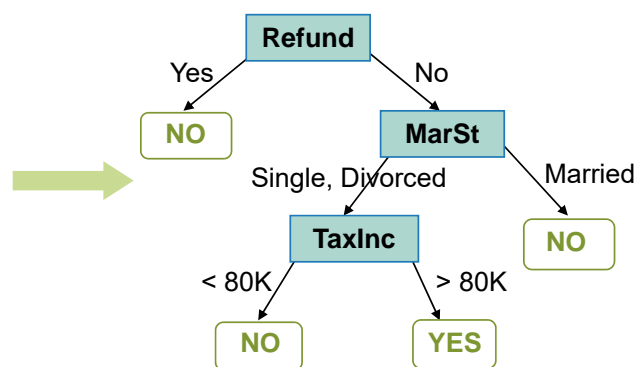 Refund
Yes
No
NO
MarSt
Single, Divorced
Married
TaxInc
NO
< 80K
> 80K
NO
YES